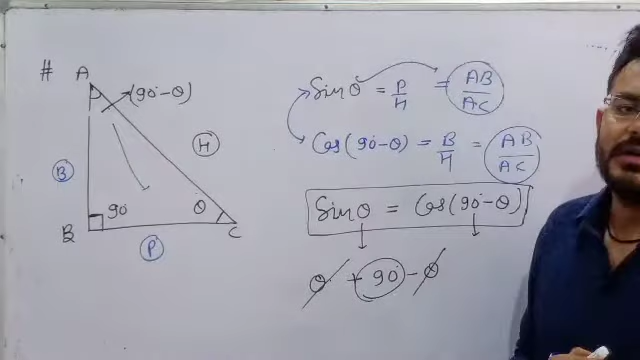 #
A
(90°-θ)
H
B
90°
θ
B
C
P
Sinθ = P/H = AB/AC
Cos(90°-θ) = B/H = AB/AC
Sinθ = Cos(90°-θ)
θ + 90° - θ